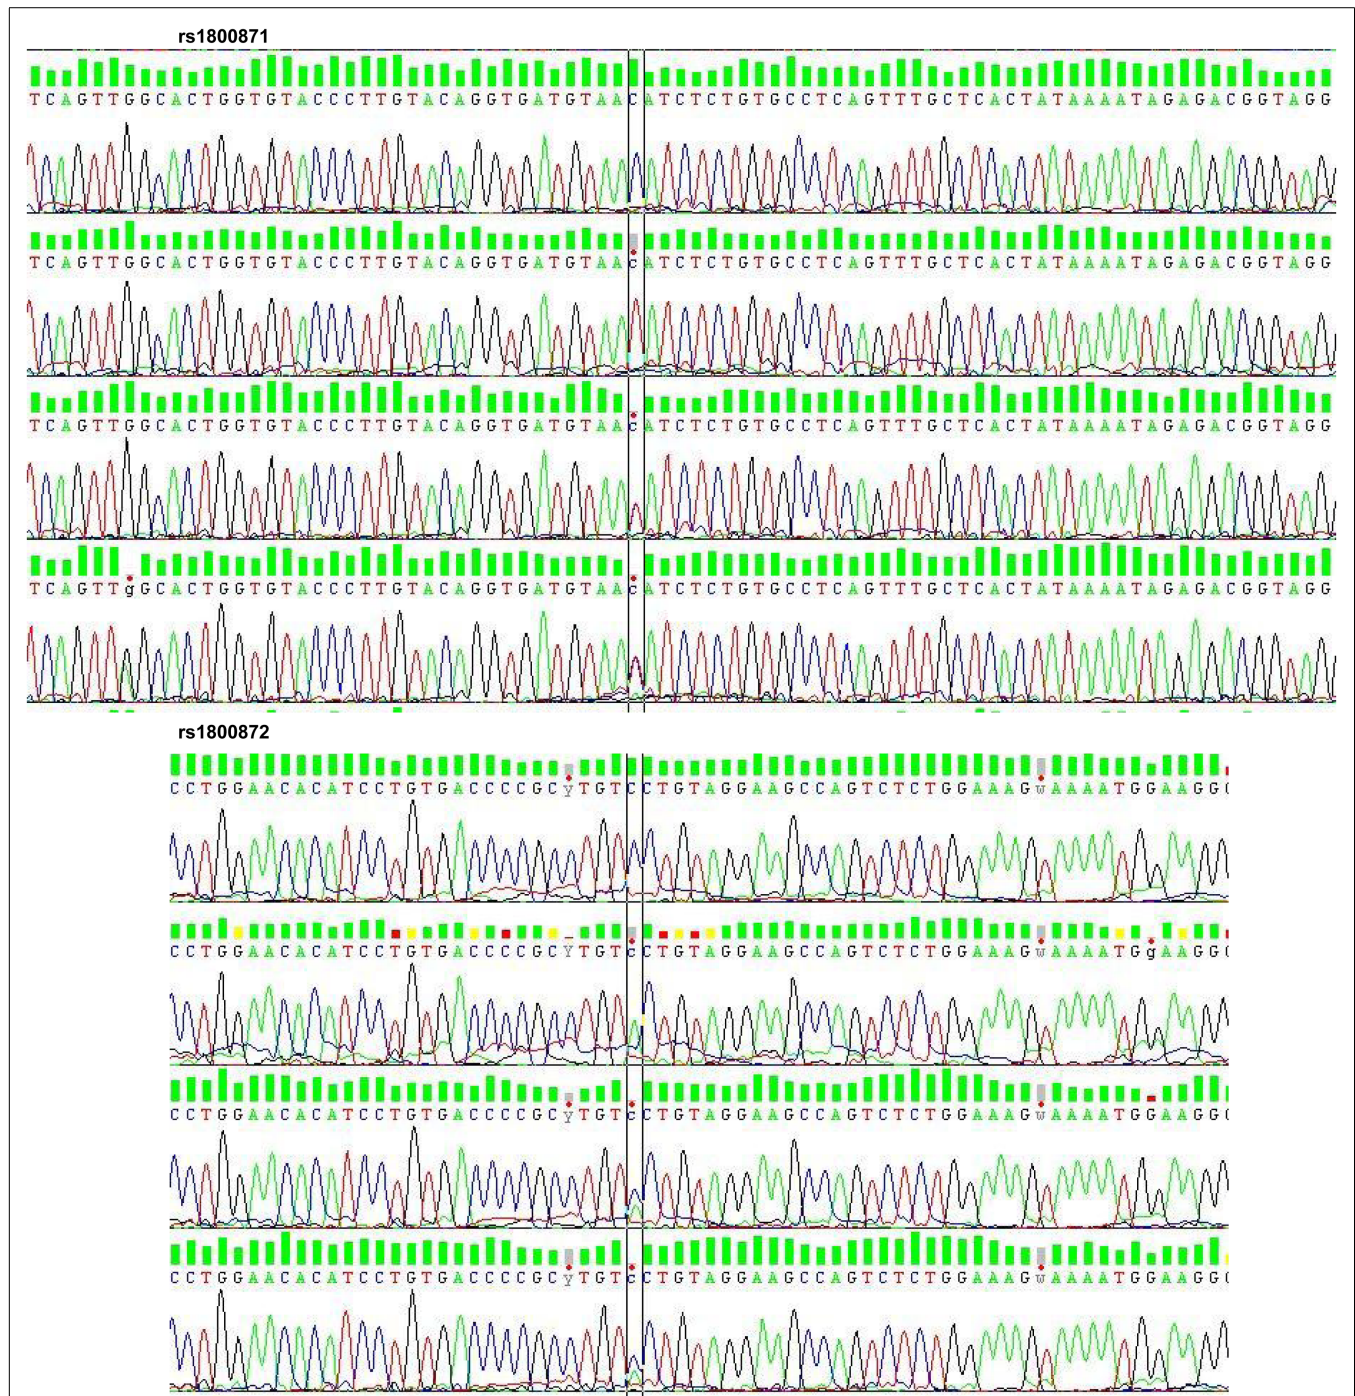 rs1800871
TCAGTTGGCACTGGTGTACCCTTGTACAGGTGATGTAACATCTCTGTGCCTCAGTTTGCTCACTATAAAATAGAGACGGTAGG
TCAGTTGGCACTGGTGTACCCTTGTACAGGTGATGTAAcATCTCTGTGCCTCAGTTTGCTCACTATAAAATAGAGACGGTAGG
TCAGTTGGCACTGGTGTACCCTTGTACAGGTGATGTAAcATCTCTGTGCCTCAGTTTGCTCACTATAAAATAGAGACGGTAGG
TCAGTTgGCACTGGTGTACCCTTGTACAGGTGATGTAAcATCTCTGTGCCTCAGTTTGCTCACTATAAAATAGAGACGGTAGG
rs1800872
CCTGGAACACATCCTGTGACCCCGCyTGTCCTGTAGGAAGCCAGTCTCTGGAAAGwAAAATGGAAGG
CCTGGAACACATCCTGTGACCCCGCYTGTcCTGTAGGAAGCCAGTCTCTGGAAAGwAAAATGgAAGG
CCTGGAACACATCCTGTGACCCCGCyTGTcCTGTAGGAAGCCAGTCTCTGGAAAGwAAAATGGAAGG
CCTGGAACACATCCTGTGACCCCGCyTGTcCTGTAGGAAGCCAGTCTCTGGAAAGwAAAATGGAAGG